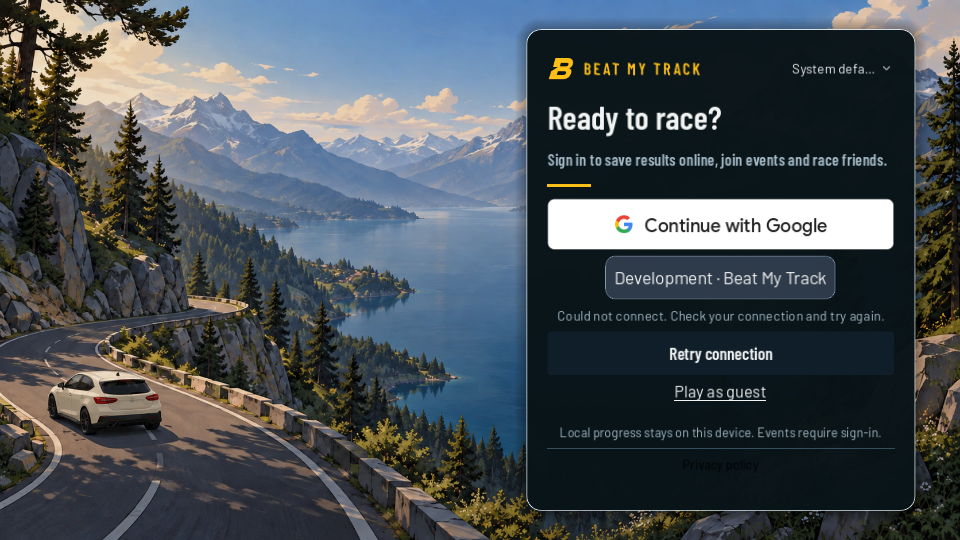 BEAT MY TRACK
System defa...
Ready to race?
Sign in to save results online, join events and race friends.
Continue with Google
Development · Beat My Track
Could not connect. Check your connection and try again.
Retry connection
Play as guest
Local progress stays on this device. Events require sign-in.
Privacy policy